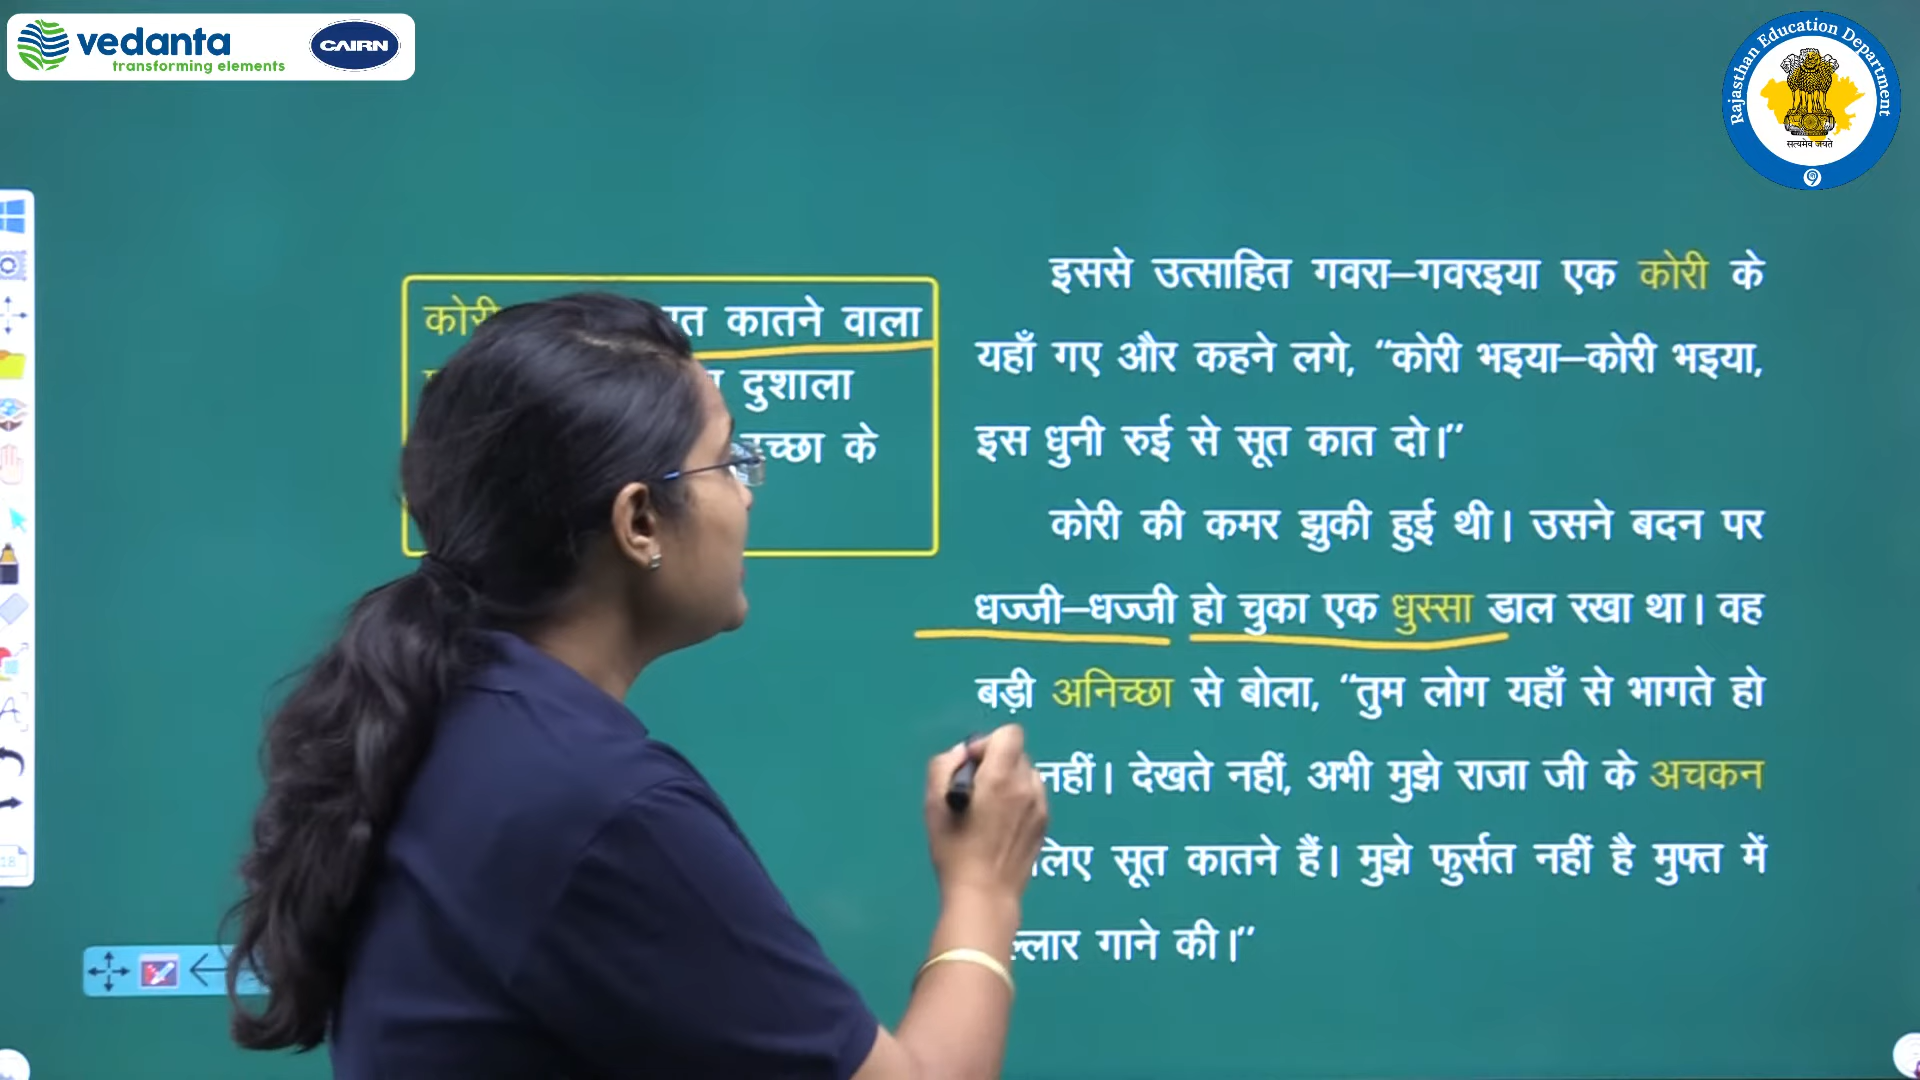 vedanta
transforming elements
CAIRN
Rajasthan Education Department
सत्यमेव जयते
कातने वाला
दुशाला
के
इससे उत्साहित गवरा–गवरइया एक कोरी के
यहाँ गए और कहने लगे, “कोरी भइया–कोरी भइया,
इस धुनी रुई से सूत कात दो।”
कोरी की कमर झुकी हुई थी। उसने बदन पर
धज्जी–धज्जी हो चुका एक धुस्सा डाल रखा था। वह
बड़ी अनिच्छा से बोला, “तुम लोग यहाँ से भागते हो
नहीं। देखते नहीं, अभी मुझे राजा जी के अचकन
लिए सूत कातने हैं। मुझे फुर्सत नहीं है मुफ्त में
गाने की।”
18